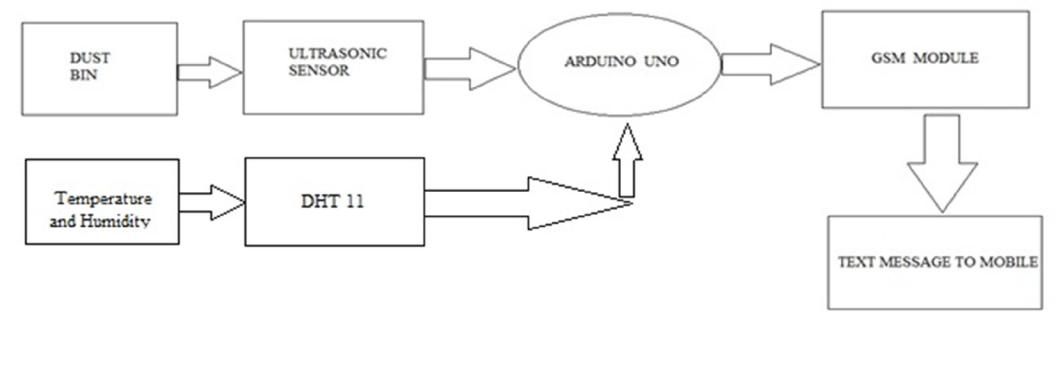 DUST
BIN
ULTRASONIC
SENSOR
ARDUINO UNO
GSM MODULE
Temperature
and Humidity
DHT 11
TEXT MESSAGE TO MOBILE